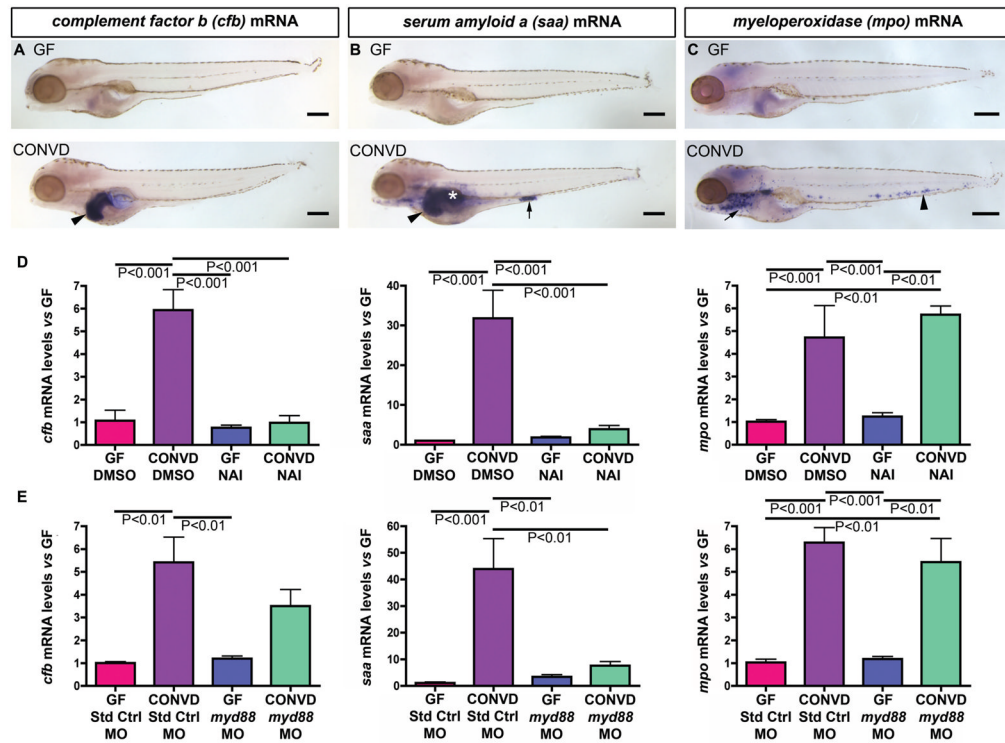 complement factor b (cfb) mRNA
serum amyloid a (saa) mRNA
myeloperoxidase (mpo) mRNA
A GF
B GF
C GF
CONVD
CONVD
CONVD
*
D
P<0.001
P<0.001
P<0.001
cfb mRNA levels vs GF
7
6
5
4
3
2
1
0
GF DMSO
CONVD DMSO
GF NAI
CONVD NAI
P<0.001
P<0.001
P<0.001
saa mRNA levels vs GF
40
30
20
10
0
GF DMSO
CONVD DMSO
GF NAI
CONVD NAI
P<0.001
P<0.001
P<0.01
P<0.01
mpo mRNA levels vs GF
7
6
5
4
3
2
1
0
GF DMSO
CONVD DMSO
GF NAI
CONVD NAI
E
P<0.01
P<0.01
cfb mRNA levels vs GF
7
6
5
4
3
2
1
0
GF Std Ctrl MO
CONVD Std Ctrl MO
GF myd88 MO
CONVD myd88 MO
P<0.01
P<0.001
P<0.01
saa mRNA levels vs GF
60
50
40
30
20
10
0
GF Std Ctrl MO
CONVD Std Ctrl MO
GF myd88 MO
CONVD myd88 MO
P<0.001
P<0.001
P<0.01
P<0.01
mpo mRNA levels vs GF
7
6
5
4
3
2
1
0
GF Std Ctrl MO
CONVD Std Ctrl MO
GF myd88 MO
CONVD myd88 MO